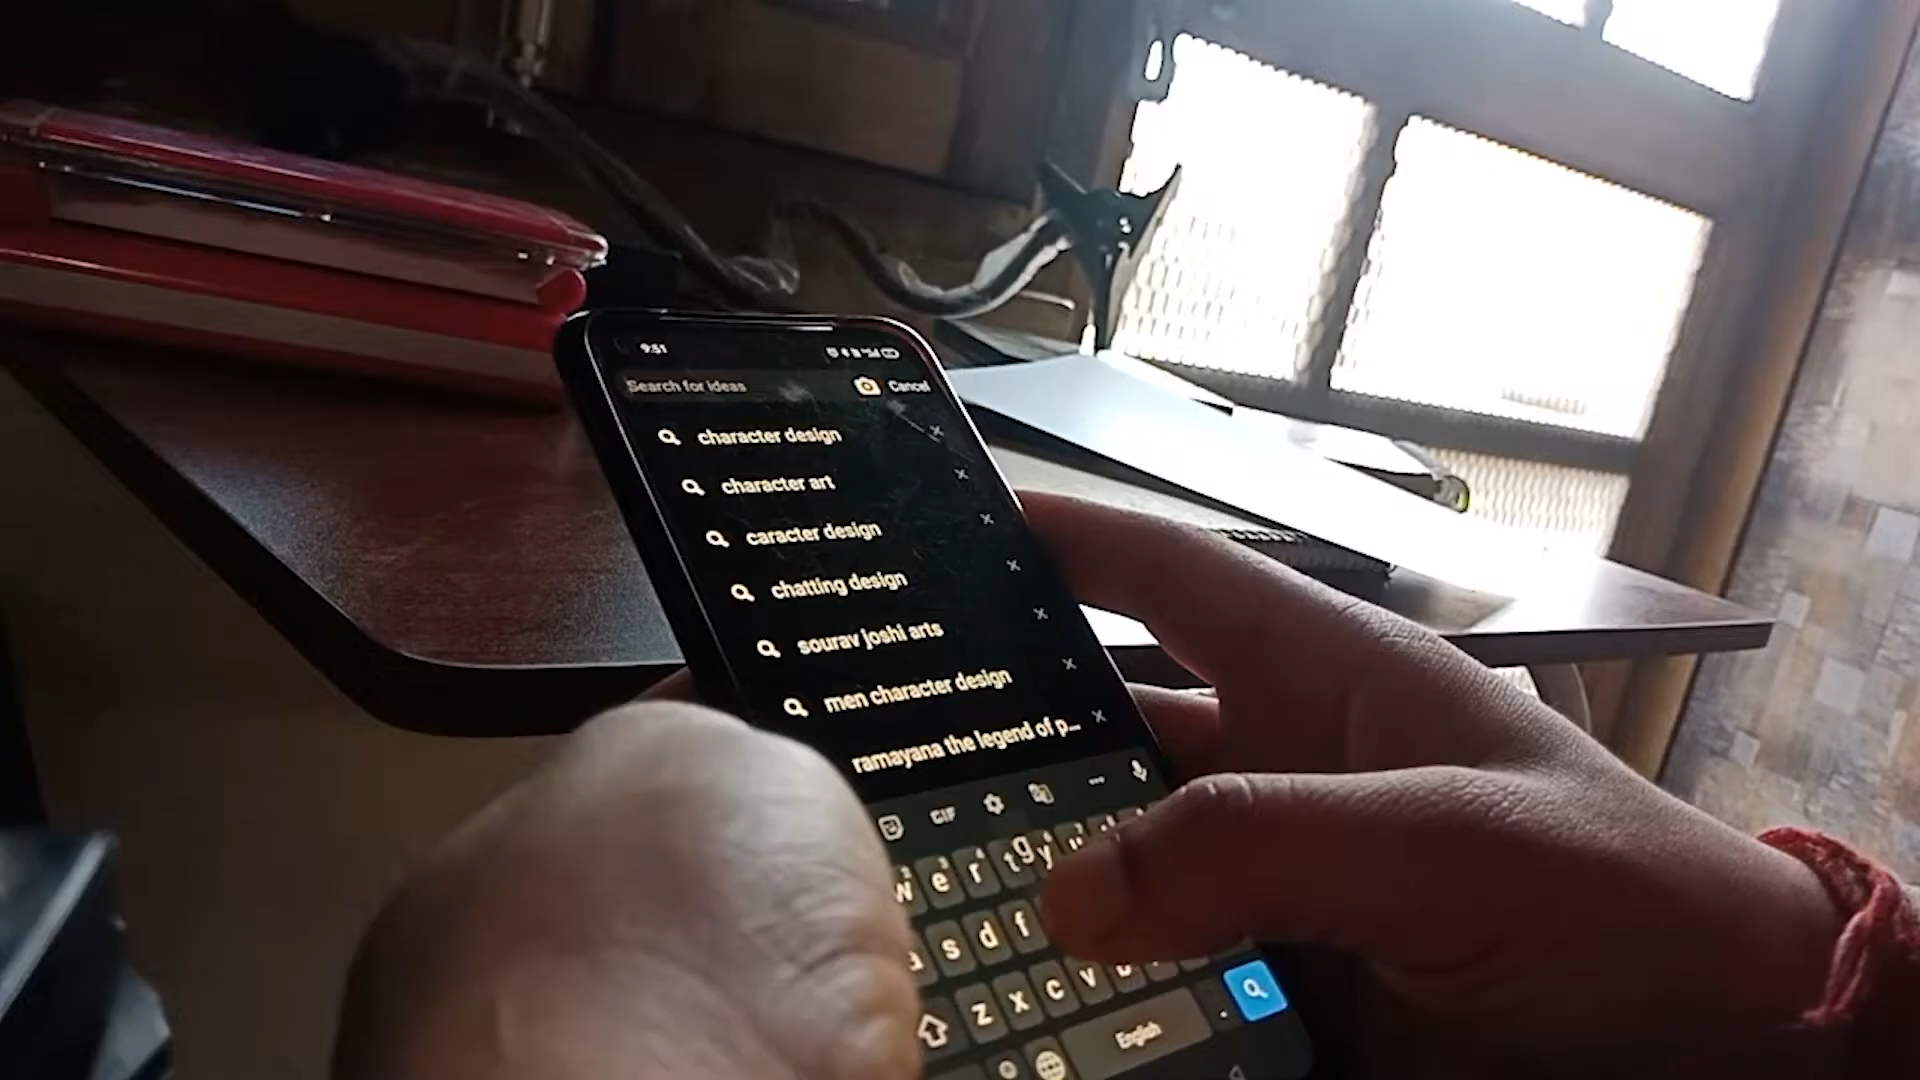 9:51
Search for ideas Cancel
character design
character art
caracter design
chatting design
sourav joshi arts
men character design
ramayana the legend of p...
GIF
w e r t g y
a s d f
z x c v
English